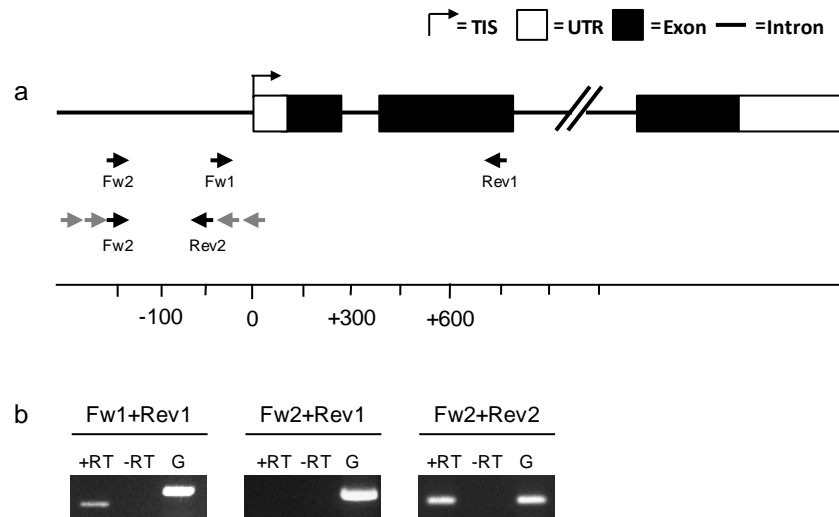 =TIS =UTR =Exon =Intron
a
Fw2 Fw1 Rev1
Fw2 Rev2
-100 0 +300 +600
b
Fw1+Rev1 Fw2+Rev1 Fw2+Rev2
+RT -RT G +RT -RT G +RT -RT G